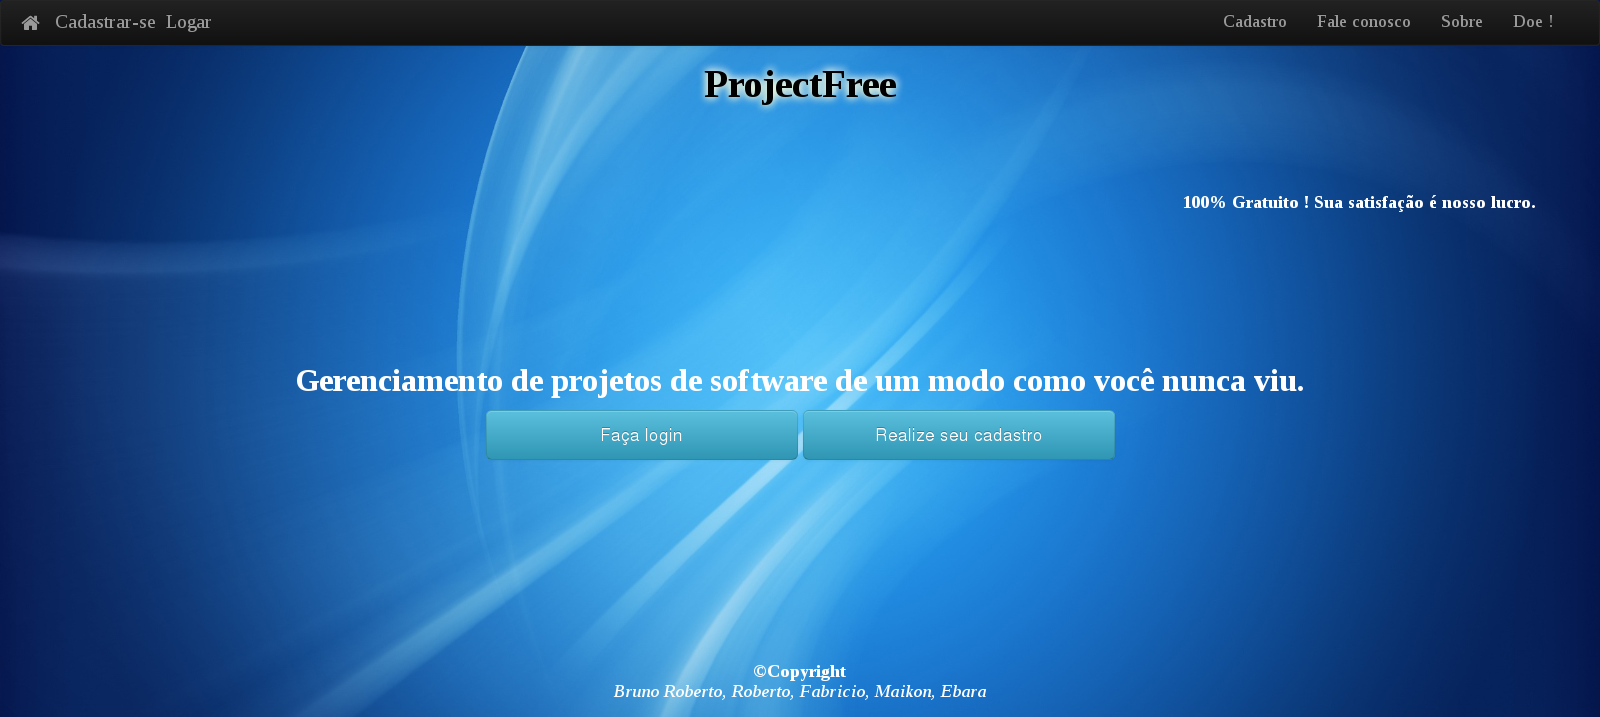 Cadastrar-se Logar Cadastro Fale conosco Sobre Doe !
ProjectFree
100% Gratuito ! Sua satisfação é nosso lucro.
Gerenciamento de projetos de software de um modo como você nunca viu.
Faça login Realize seu cadastro
©Copyright
Bruno Roberto, Roberto, Fabricio, Maikon, Ebara